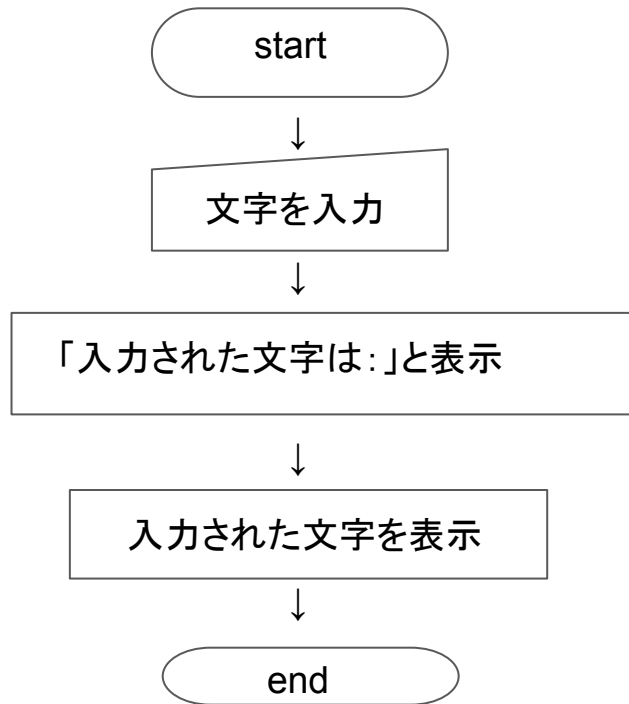 start
↓
文字を入力
↓
「入力された文字は：」と表示
↓
入力された文字を表示
↓
end